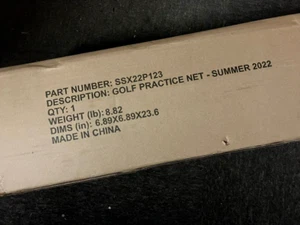 PART NUMBER: SSX22P123
DESCRIPTION: GOLF PRACTICE NET - SUMMER 2022
QTY: 1
WEIGHT (lb): 8.82
DIMS (in): 6.89X6.89X23.6
MADE IN CHINA